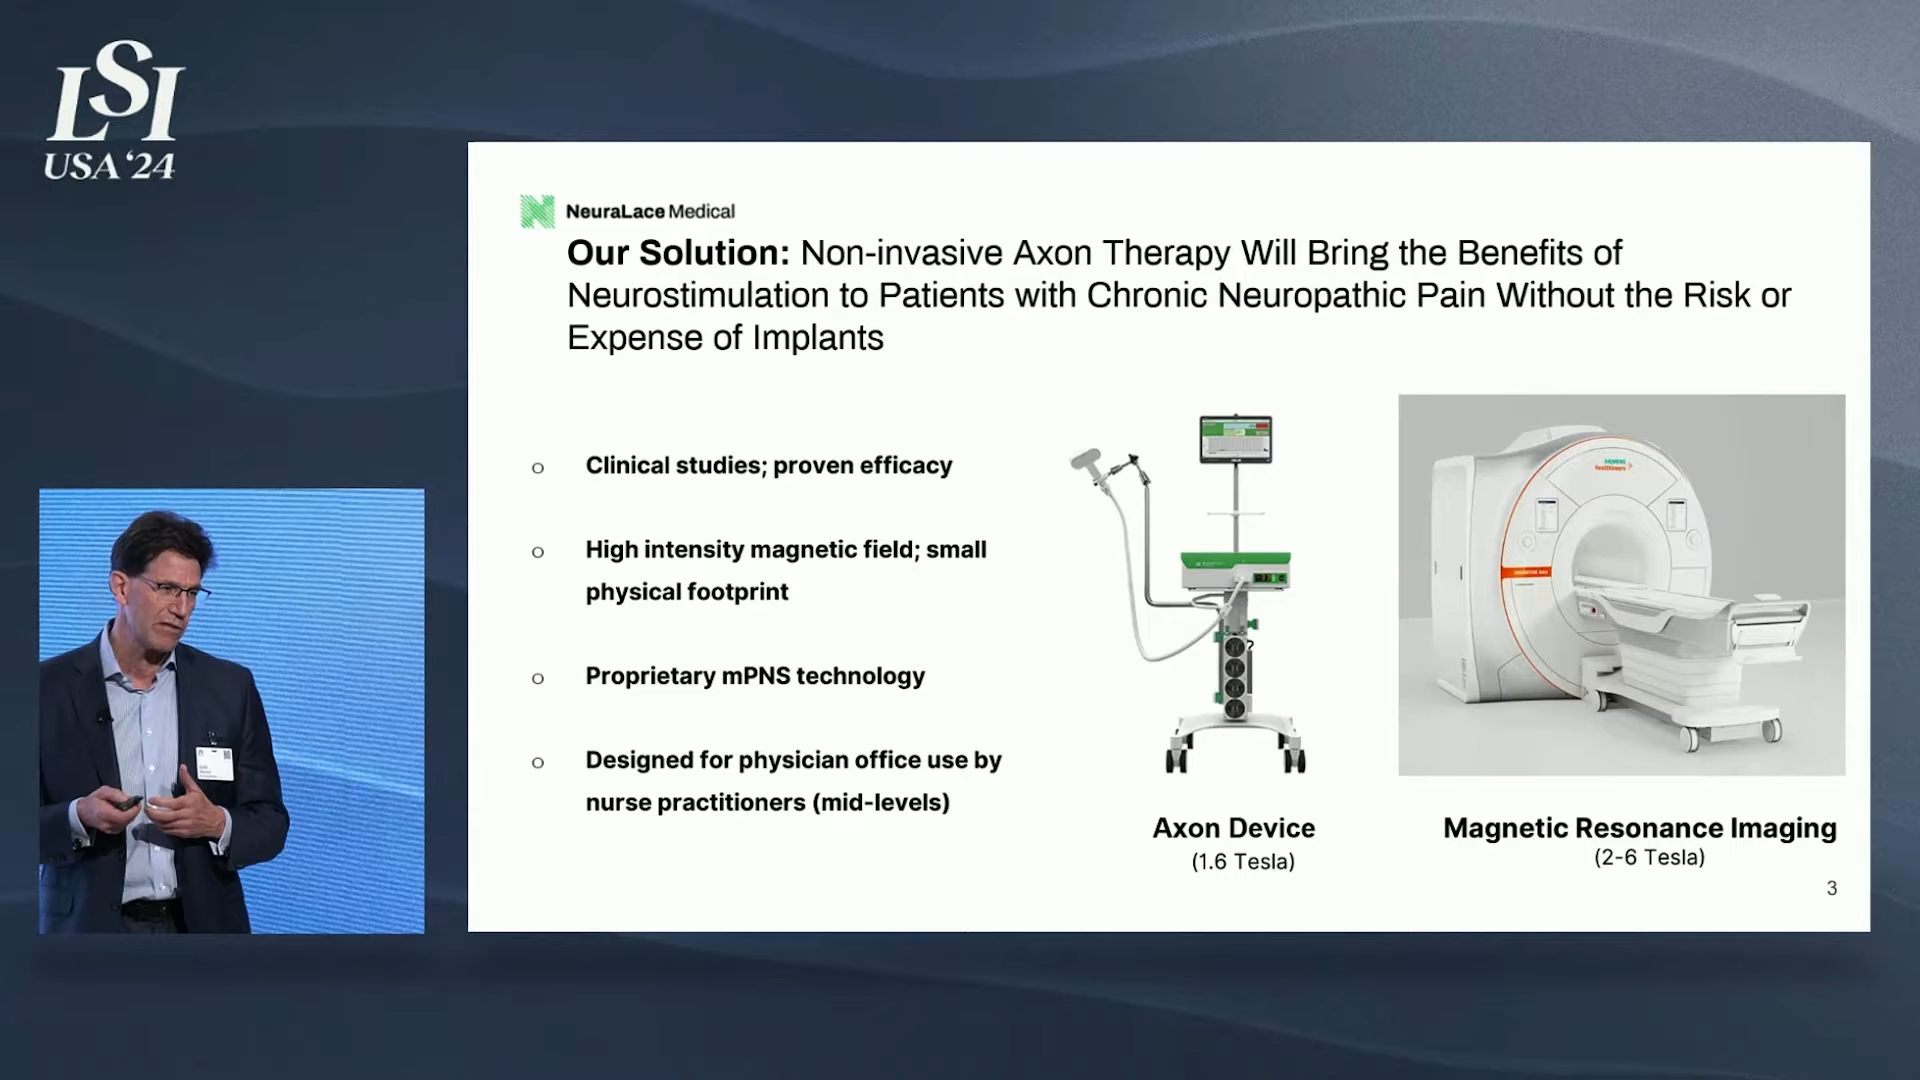 LSI
USA '24
NeuraLace Medical
Our Solution: Non-invasive Axon Therapy Will Bring the Benefits of
Neurostimulation to Patients with Chronic Neuropathic Pain Without the Risk or
Expense of Implants
o Clinical studies; proven efficacy
o High intensity magnetic field; small
physical footprint
o Proprietary mPNS technology
o Designed for physician office use by
nurse practitioners (mid-levels)
SIEMENS
Healthineers
?
Axon Device
(1.6 Tesla)
Magnetic Resonance Imaging
(2-6 Tesla)
3